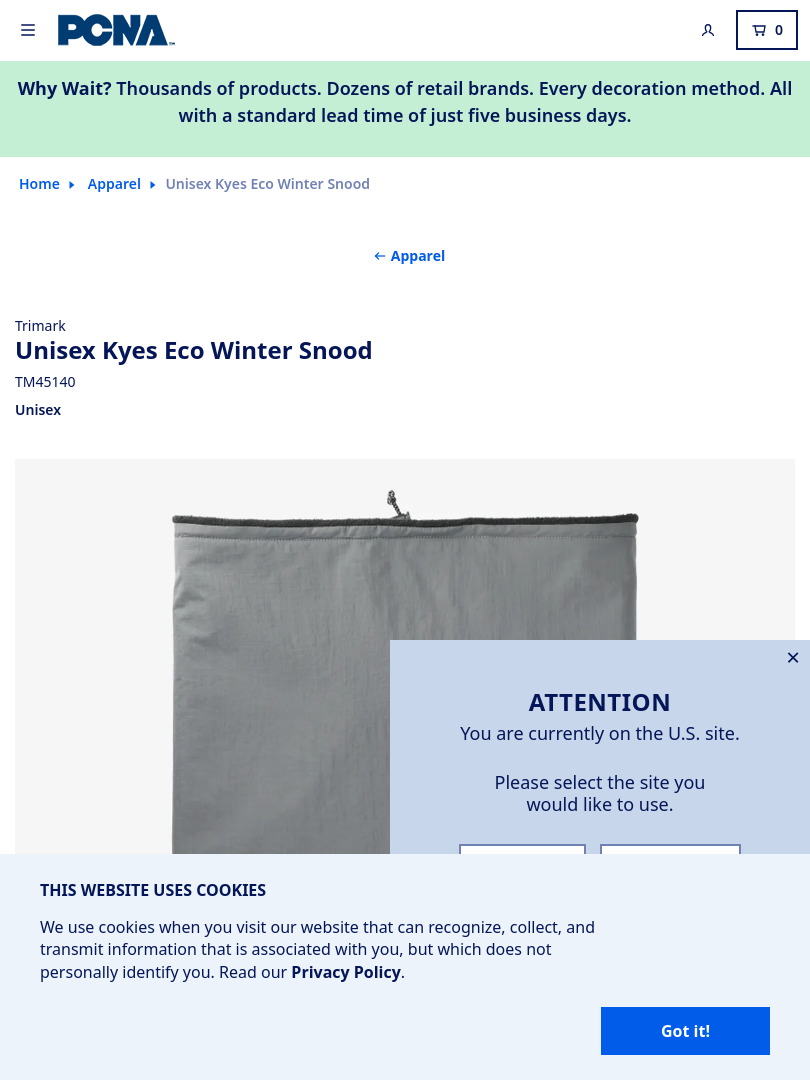 PCNA
0
Why Wait? Thousands of products. Dozens of retail brands. Every decoration method. All
with a standard lead time of just five business days.
Home Apparel Unisex Kyes Eco Winter Snood
← Apparel
Trimark
Unisex Kyes Eco Winter Snood
TM45140
Unisex
ATTENTION
You are currently on the U.S. site.
Please select the site you
would like to use.
THIS WEBSITE USES COOKIES
We use cookies when you visit our website that can recognize, collect, and
transmit information that is associated with you, but which does not
personally identify you. Read our Privacy Policy.
Got it!